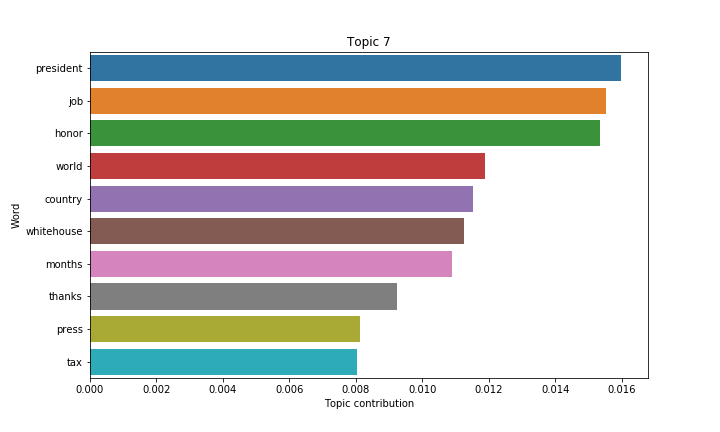 Topic 7
Word
president
job
honor
world
country
whitehouse
months
thanks
press
tax
0.000 0.002 0.004 0.006 0.008 0.010 0.012 0.014 0.016
Topic contribution